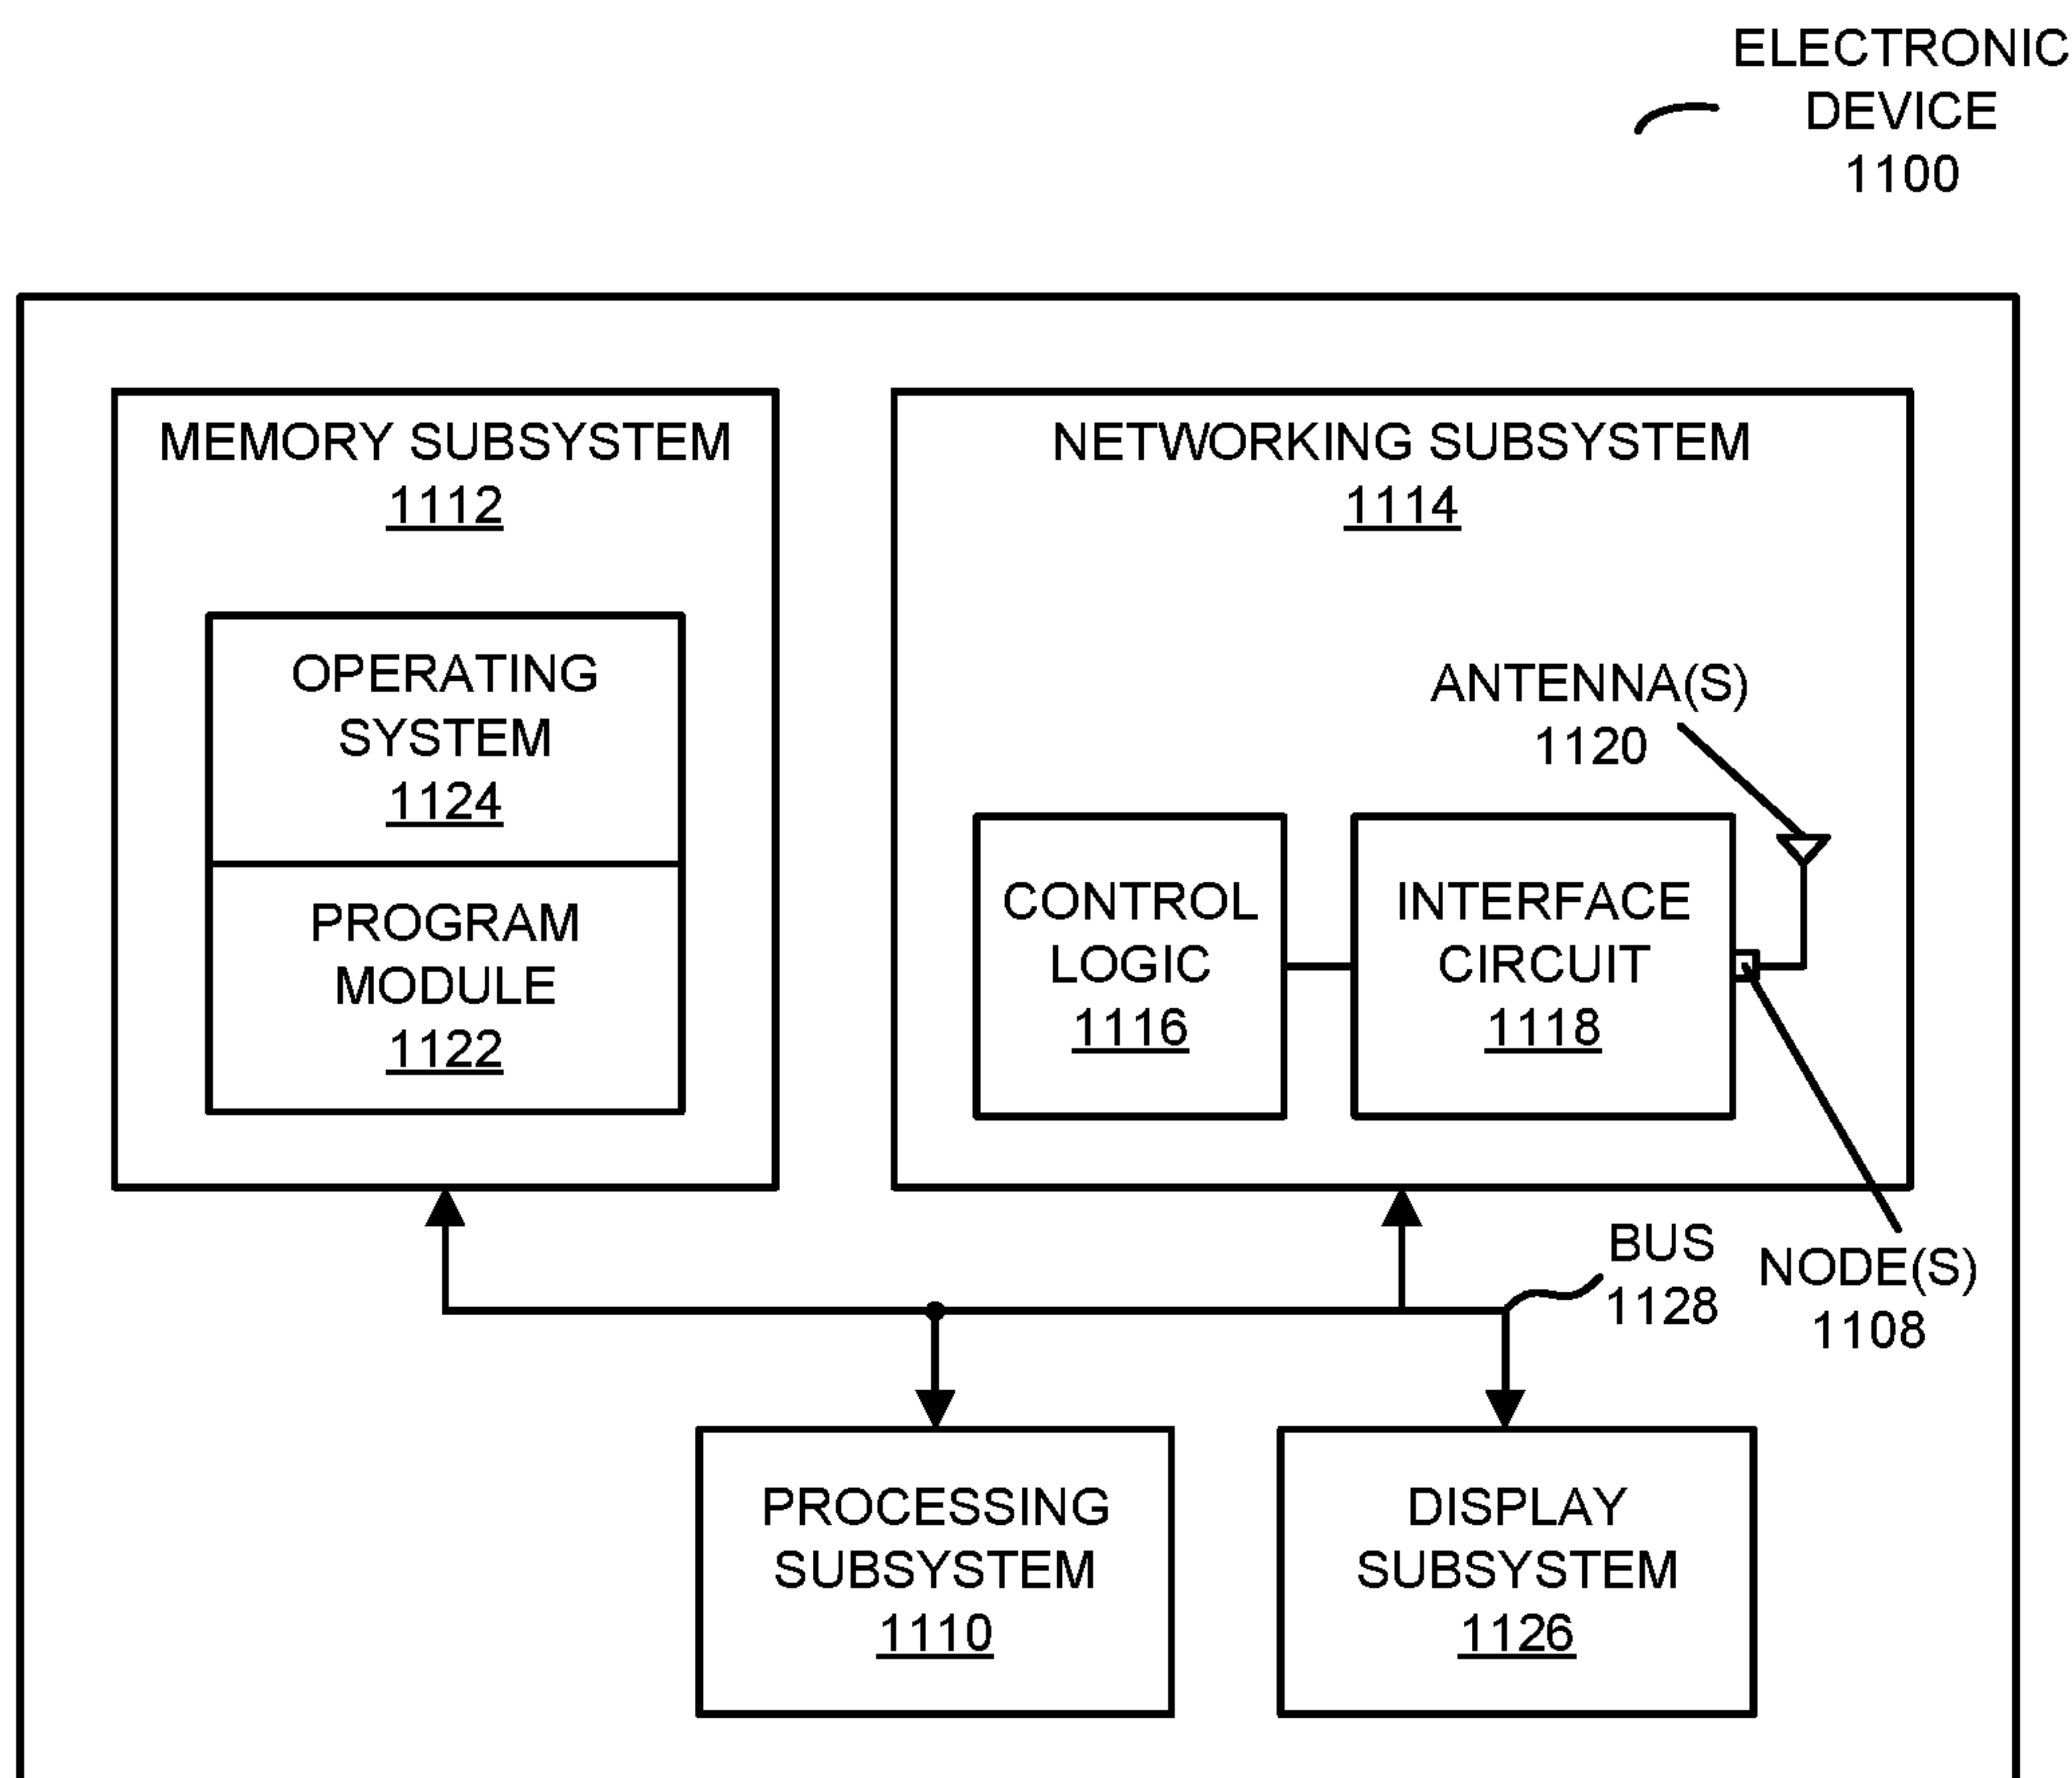 ELECTRONIC
DEVICE
1100
MEMORY SUBSYSTEM
1112
OPERATING
SYSTEM
1124
PROGRAM
MODULE
1122
NETWORKING SUBSYSTEM
1114
ANTENNA(S)
1120
CONTROL
LOGIC
1116
INTERFACE
CIRCUIT
1118
BUS
1128
NODE(S)
1108
PROCESSING
SUBSYSTEM
1110
DISPLAY
SUBSYSTEM
1126